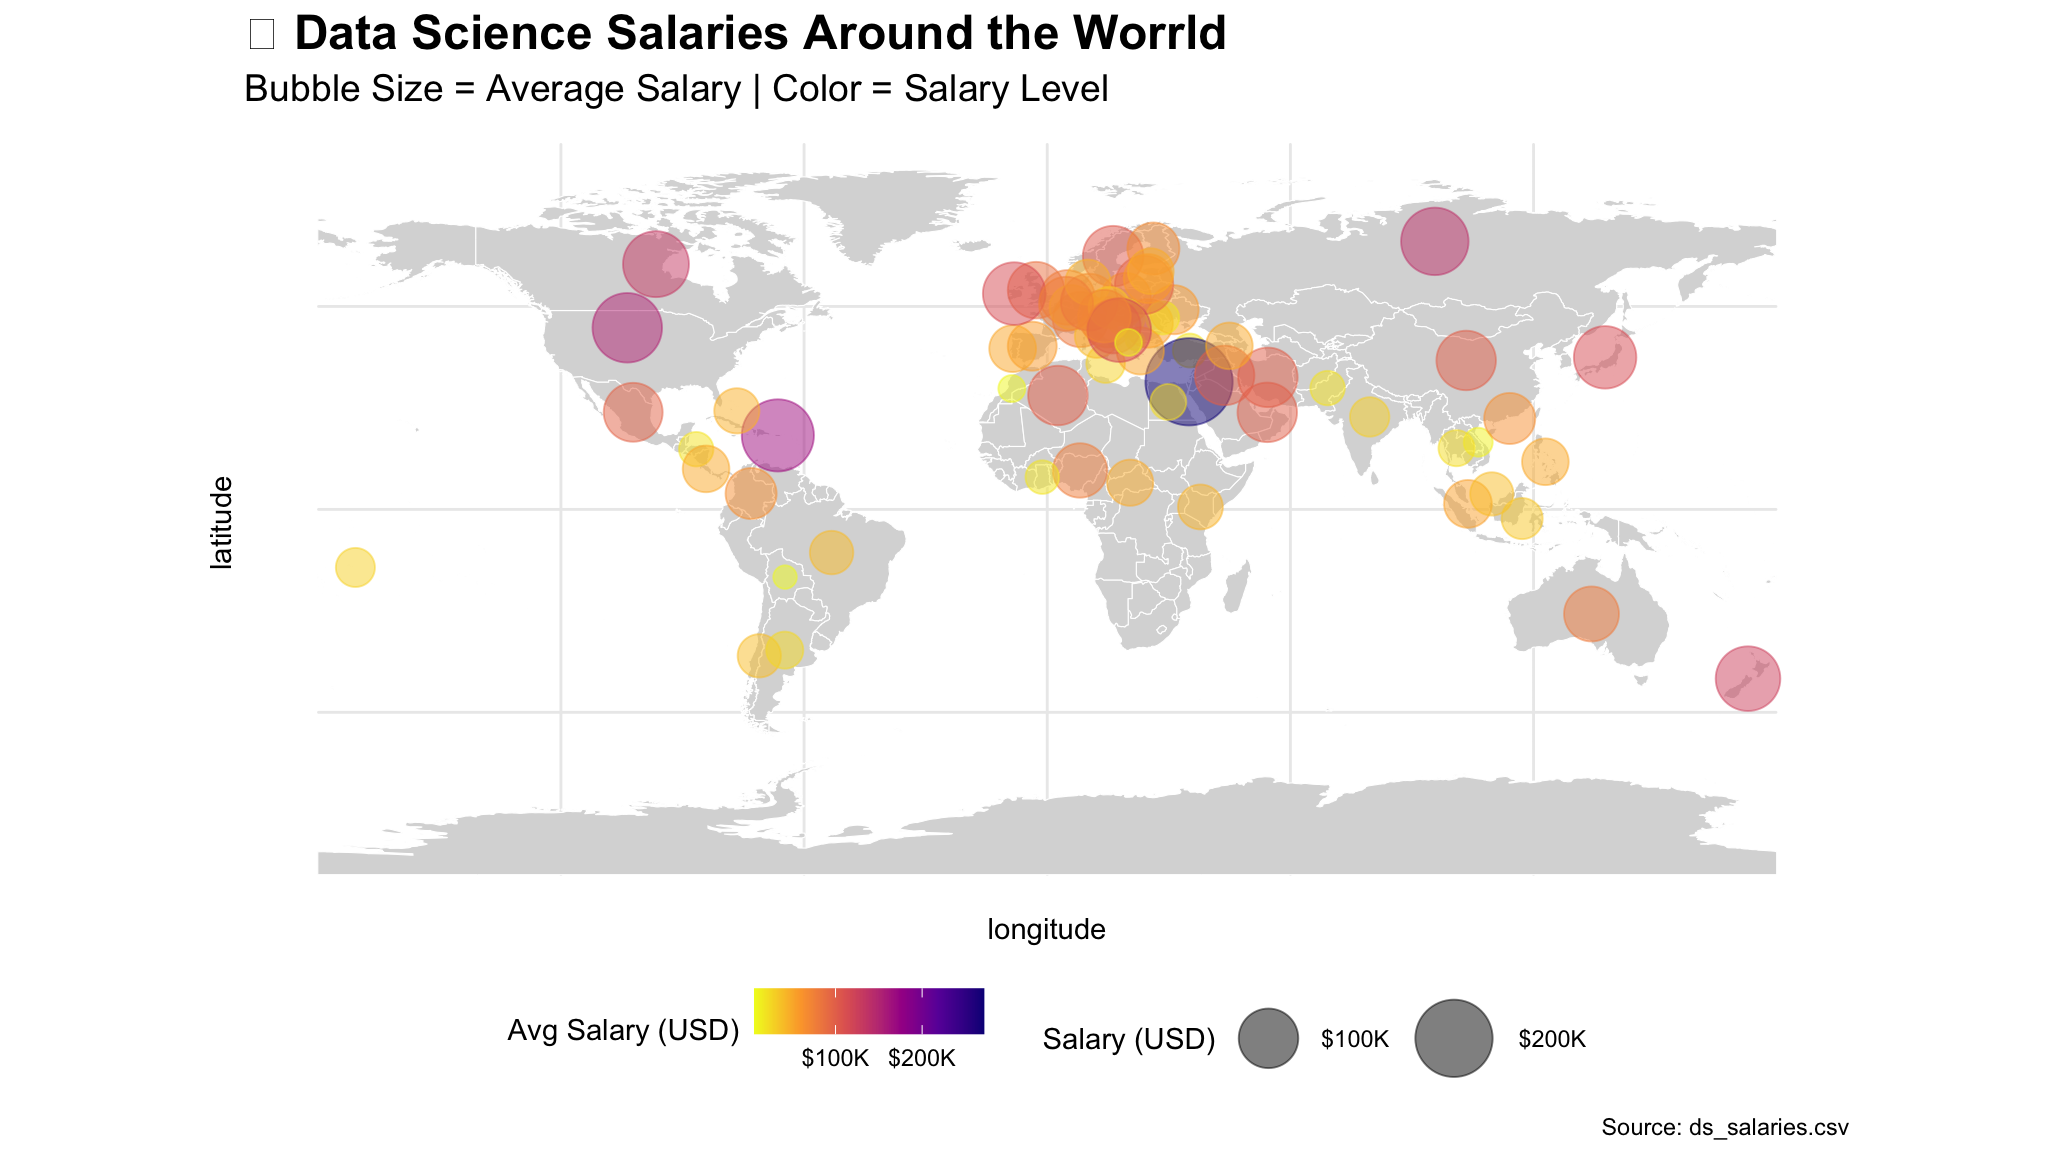 Data Science Salaries Around the Worrld
Bubble Size = Average Salary | Color = Salary Level
latitude
longitude
Avg Salary (USD)
$100K $200K
Salary (USD)
$100K
$200K
Source: ds_salaries.csv